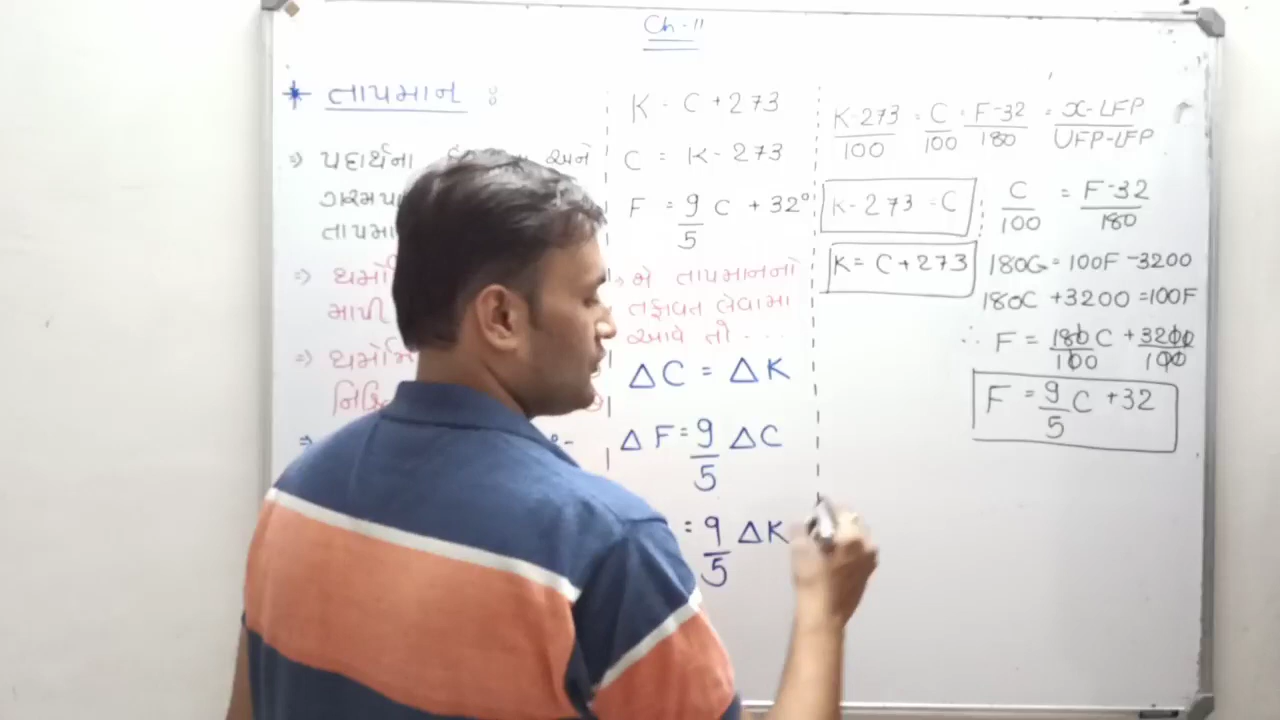 Ch-11
* તાપમાન :
⇒ પદાર્થના અને
ગરમપ
તાપમા
⇒ થર્મો
માપી
⇒ થર્મોમિ
નિશ્ચિ
K = C + 273
C = K - 273
F = 9/5 C + 32°
બે તાપમાનનો
તફાવત લેવામા
આવે તો ...
ΔC = ΔK
ΔF = 9/5 ΔC
= 9/5 ΔK
K-273/100 = C/100 = F-32/180 = X-LFP/UFP-LFP
K-273 = C
K = C+273
C/100 = F-32/180
180C = 100F - 3200
180C + 3200 = 100F
∴ F = 180/100 C + 3200/100
F = 9/5 C + 32